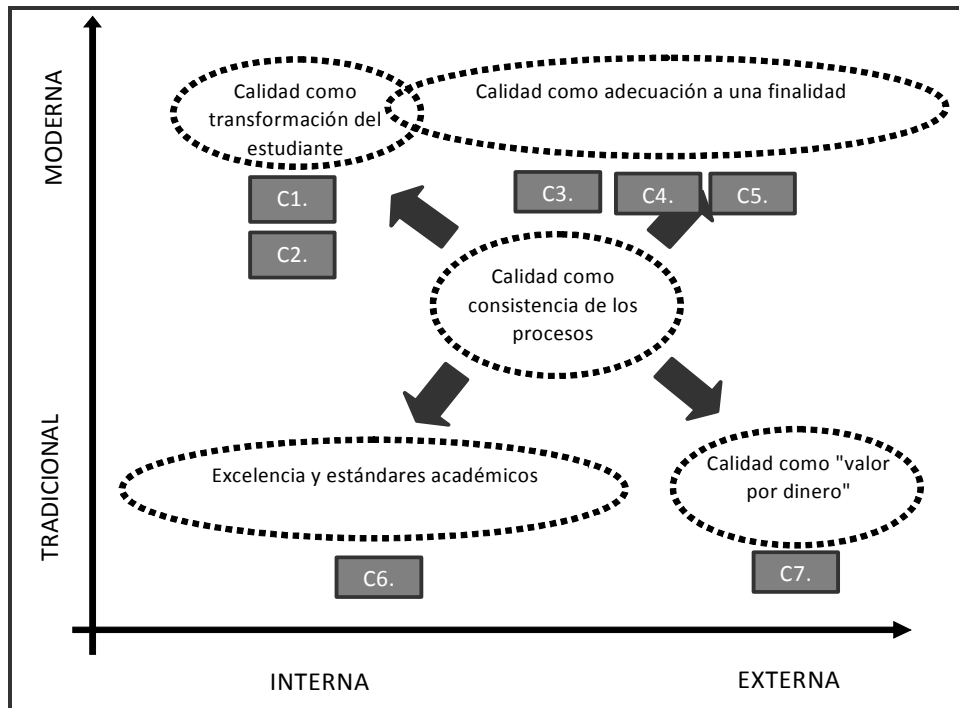 MODERNA
Calidad como
transformación del
estudiante
Calidad como adecuación a una finalidad
C1.
C2.
C3.
C4.
C5.
Calidad como
consistencia de los
procesos
TRADICIONAL
Excelencia y estándares académicos
Calidad como "valor
por dinero"
C6.
C7.
INTERNA
EXTERNA